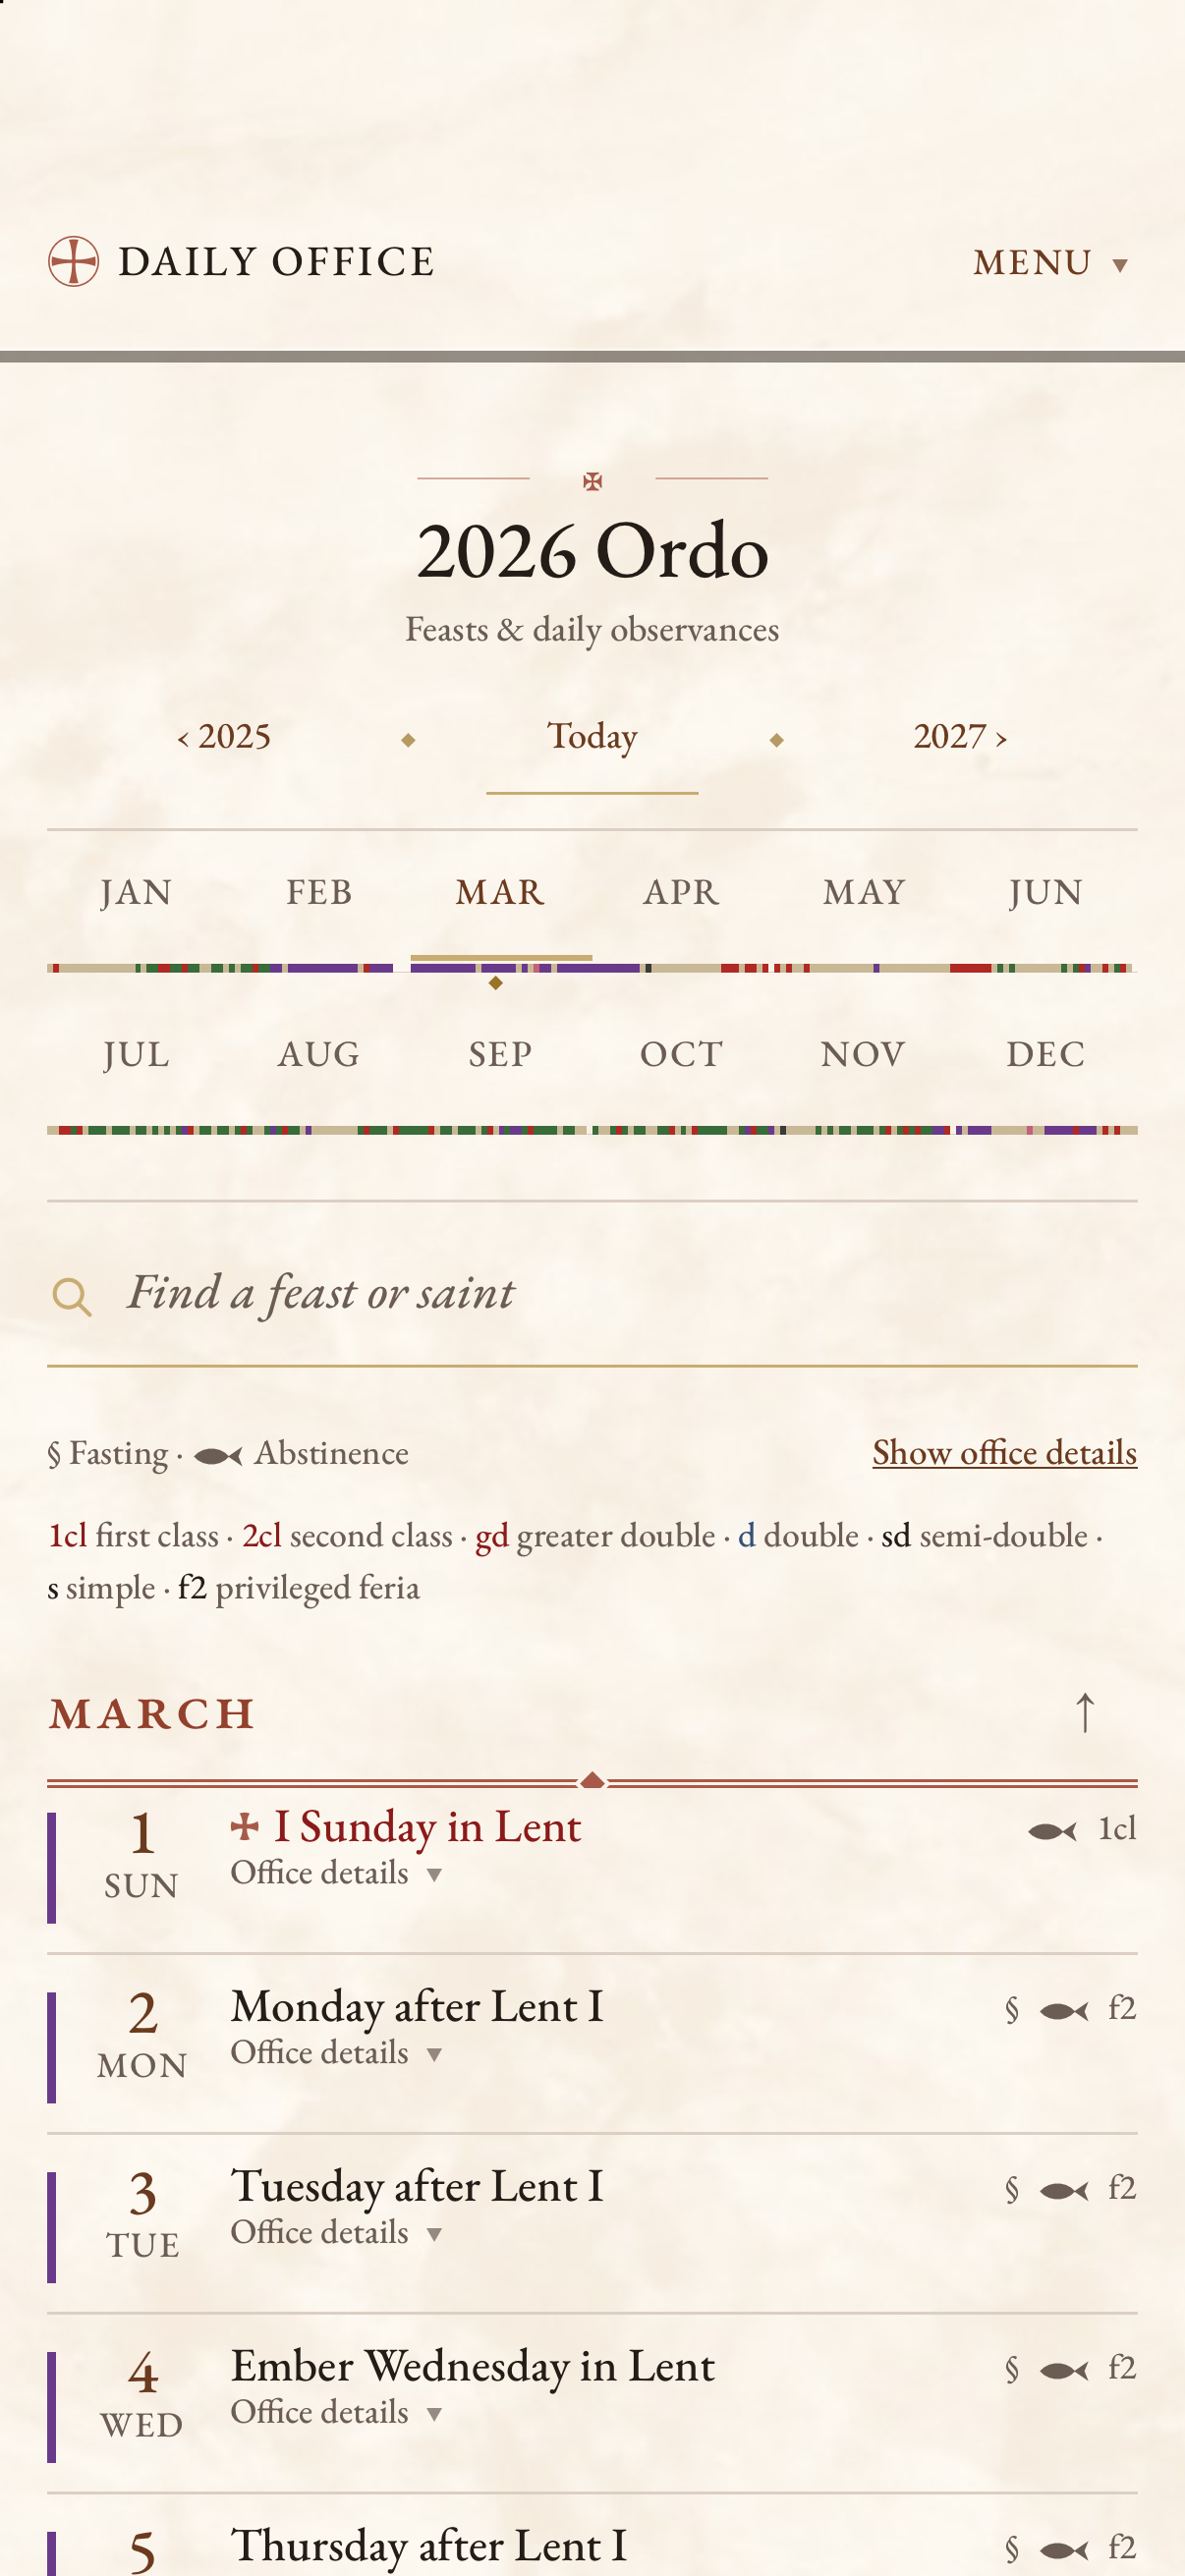 DAILY OFFICE MENU ▼
✠
2026 Ordo
Feasts & daily observances
‹ 2025 ◆ Today ◆ 2027 ›
JAN FEB MAR APR MAY JUN
JUL AUG SEP OCT NOV DEC
Find a feast or saint
§ Fasting · Abstinence Show office details
1cl first class · 2cl second class · gd greater double · d double · sd semi-double ·
s simple · f2 privileged feria
MARCH ↑
1 ✠ I Sunday in Lent 1cl
SUN Office details ▼
2 Monday after Lent I § f2
MON Office details ▼
3 Tuesday after Lent I § f2
TUE Office details ▼
4 Ember Wednesday in Lent § f2
WED Office details ▼
5 Thursday after Lent I § f2